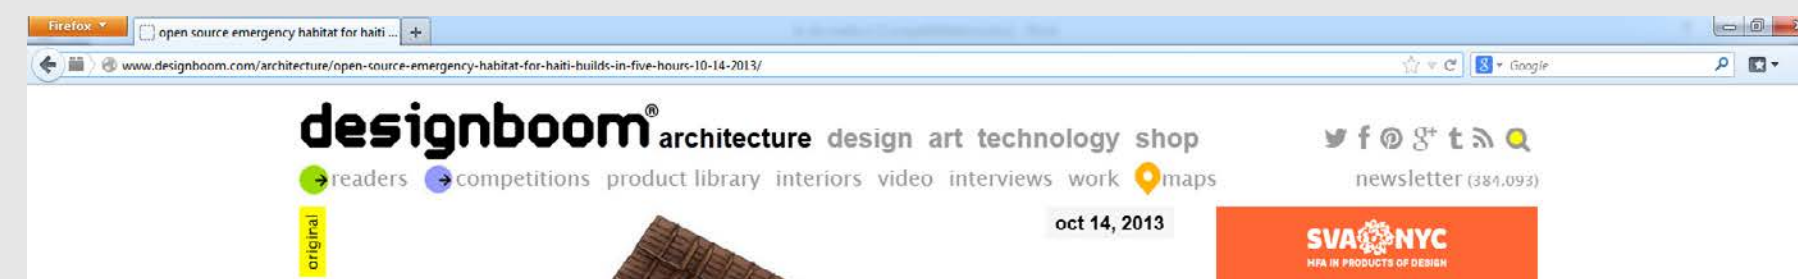 Firefox
open source emergency habitat for haiti ...
www.designboom.com/architecture/open-source-emergency-habitat-for-haiti-builds-in-five-hours-10-14-2013/
Google
designboom® architecture design art technology shop
readers competitions product library interiors video interviews work maps
newsletter (384.093)
original
oct 14, 2013
SVA NYC
MFA IN PRODUCTS OF DESIGN